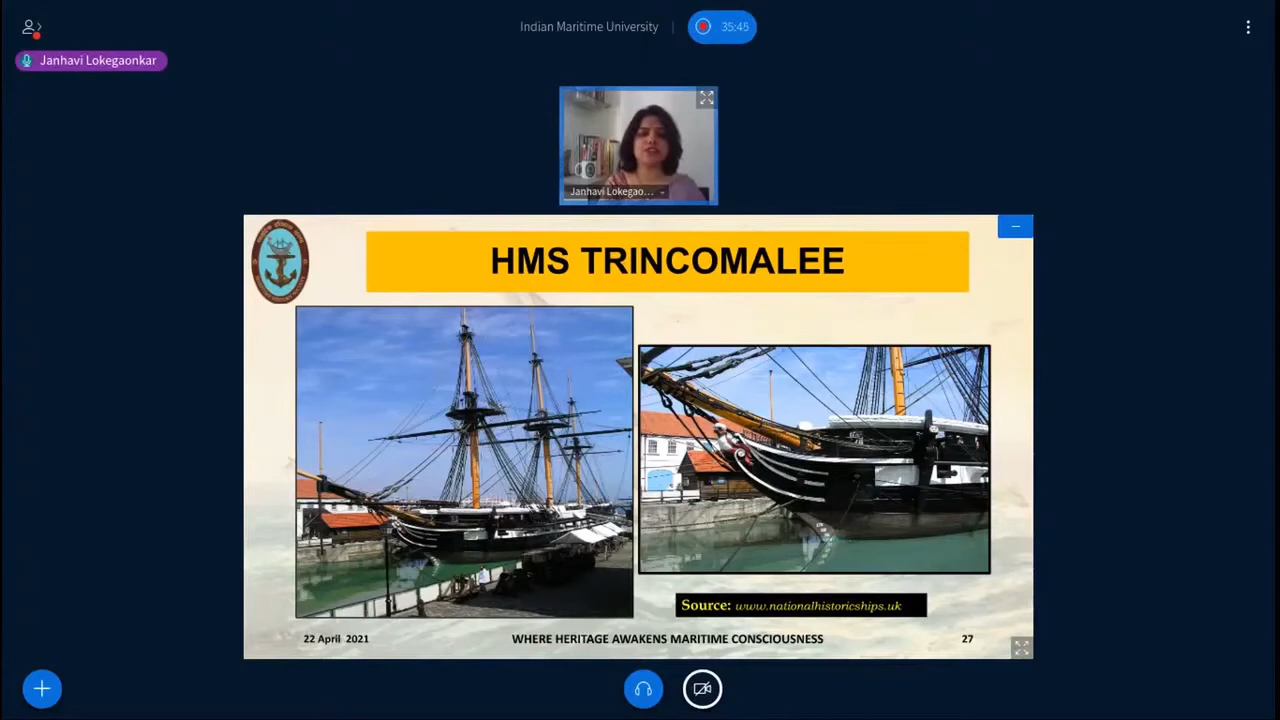 Indian Maritime University
35:45
Janhavi Lokegaonkar
Janhavi Lokegao...
HMS TRINCOMALEE
Source: www.nationalhistoricships.uk
22 April 2021
WHERE HERITAGE AWAKENS MARITIME CONSCIOUSNESS
27